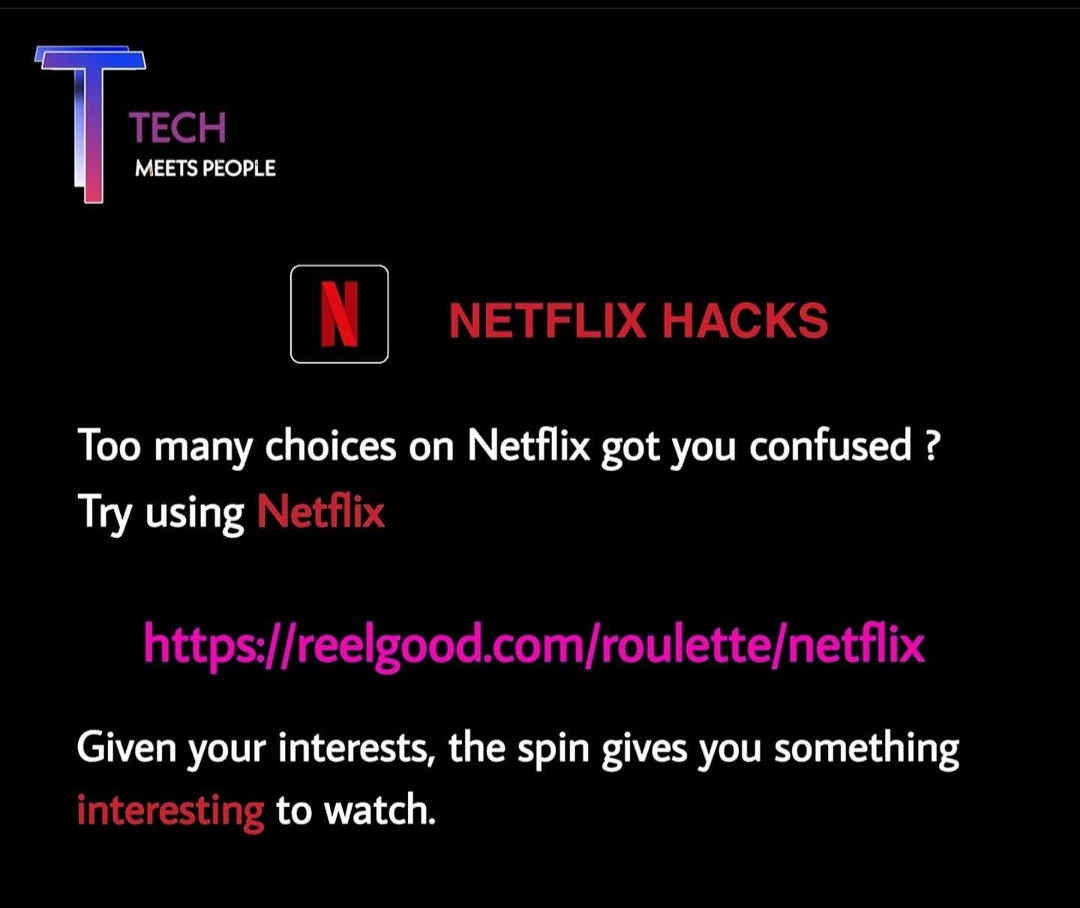 T
TECH
MEETS PEOPLE
N
NETFLIX HACKS
Too many choices on Netflix got you confused ?
Try using Netflix
https://reelgood.com/roulette/netflix
Given your interests, the spin gives you something
interesting to watch.